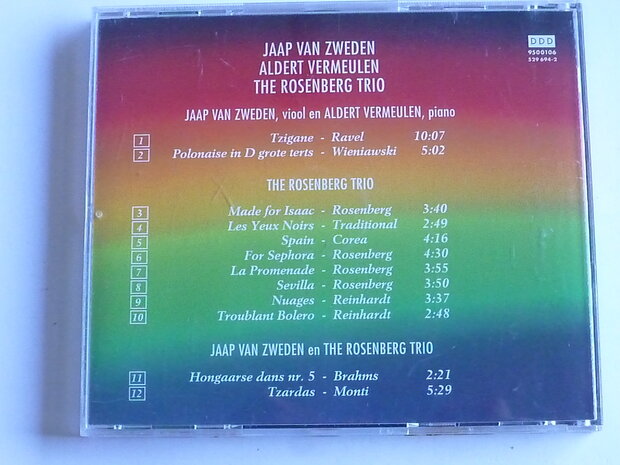 JAAP VAN ZWEDEN
ALDERT VERMEULEN
THE ROSENBERG TRIO
DDD
9500106
529 694-2
JAAP VAN ZWEDEN, viool en ALDERT VERMEULEN, piano
1 Tzigane - Ravel 10:07
2 Polonaise in D grote terts - Wieniawski 5:02
THE ROSENBERG TRIO
3 Made for Isaac - Rosenberg 3:40
4 Les Yeux Noirs - Traditional 2:49
5 Spain - Corea 4:16
6 For Sephora - Rosenberg 4:30
7 La Promenade - Rosenberg 3:55
8 Sevilla - Rosenberg 3:50
9 Nuages - Reinhardt 3:37
10 Troublant Bolero - Reinhardt 2:48
JAAP VAN ZWEDEN en THE ROSENBERG TRIO
11 Hongaarse dans nr. 5 - Brahms 2:21
12 Tzardas - Monti 5:29